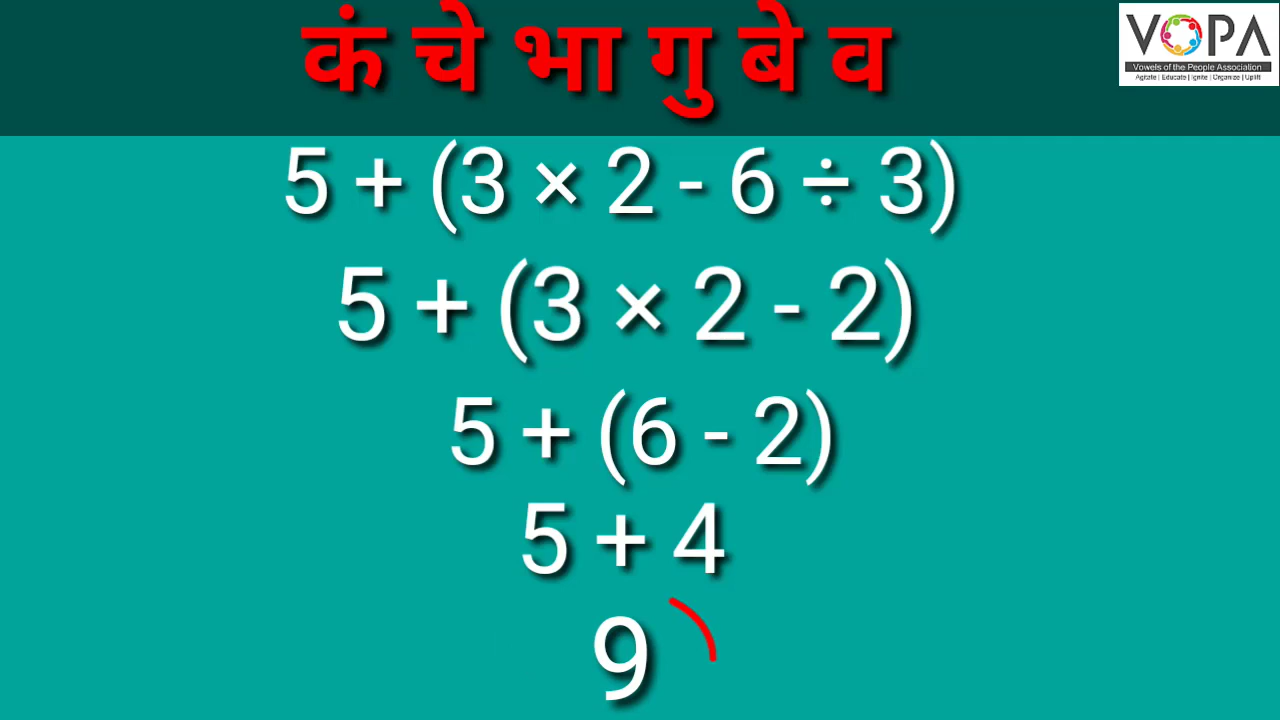 कं चे भा गु बे व
VOPA
Vowels of the People Association
Agitate | Educate | Ignite | Organize | Uplift
5 + (3 × 2 - 6 ÷ 3)
5 + (3 × 2 - 2)
5 + (6 - 2)
5 + 4
9